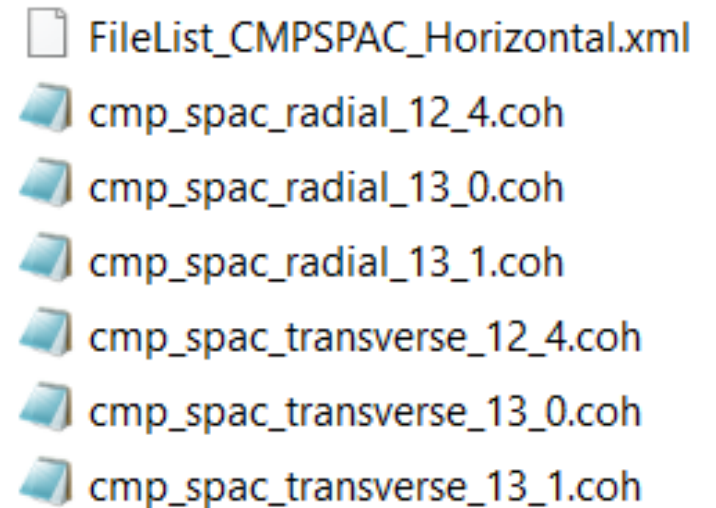 FileList_CMPSPAC_Horizontal.xml
cmp_spac_radial_12_4.coh
cmp_spac_radial_13_0.coh
cmp_spac_radial_13_1.coh
cmp_spac_transverse_12_4.coh
cmp_spac_transverse_13_0.coh
cmp_spac_transverse_13_1.coh